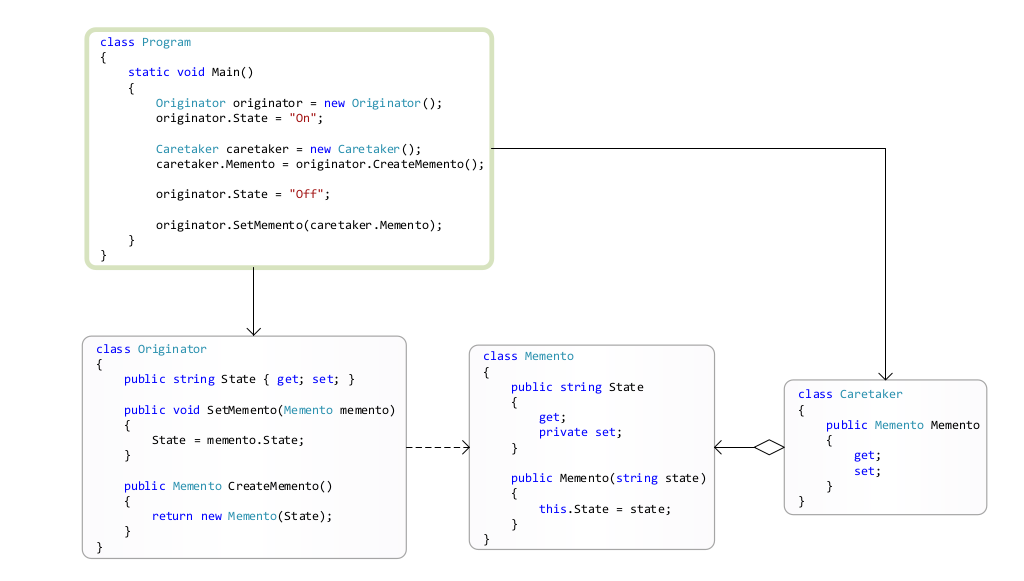 class Program
{
    static void Main()
    {
        Originator originator = new Originator();
        originator.State = "On";

        Caretaker caretaker = new Caretaker();
        caretaker.Memento = originator.CreateMemento();

        originator.State = "Off";

        originator.SetMemento(caretaker.Memento);
    }
}
class Originator
{
    public string State { get; set; }

    public void SetMemento(Memento memento)
    {
        State = memento.State;
    }

    public Memento CreateMemento()
    {
        return new Memento(State);
    }
}
class Memento
{
    public string State
    {
        get;
        private set;
    }

    public Memento(string state)
    {
        this.State = state;
    }
}
class Caretaker
{
    public Memento Memento
    {
        get;
        set;
    }
}